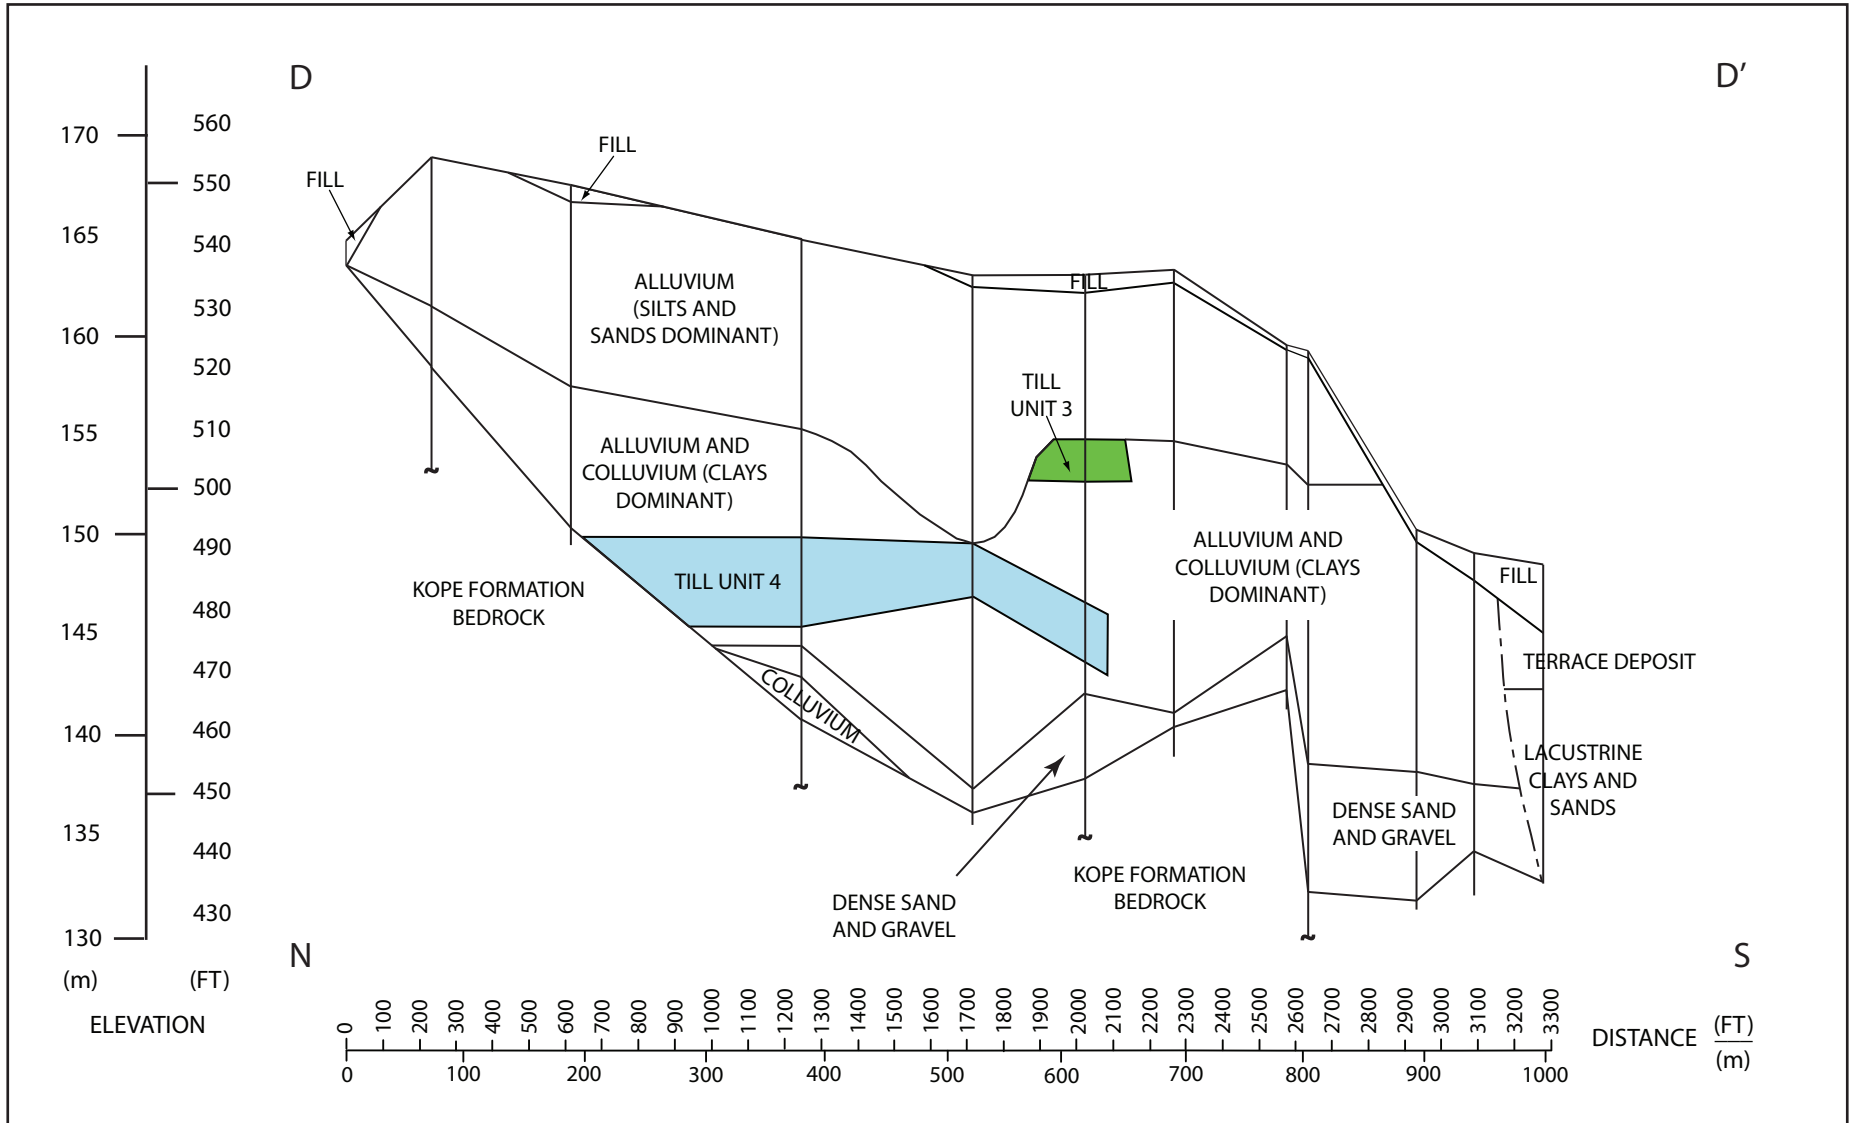 D
D′
170
165
160
155
150
145
140
135
130
(m)
560
550
540
530
520
510
500
490
480
470
460
450
440
430
(FT)
ELEVATION
FILL
FILL
ALLUVIUM
(SILTS AND
SANDS DOMINANT)
FILL
TILL
UNIT 3
ALLUVIUM AND
COLLUVIUM (CLAYS
DOMINANT)
ALLUVIUM AND
COLLUVIUM (CLAYS
DOMINANT)
TILL UNIT 4
KOPE FORMATION
BEDROCK
FILL
TERRACE DEPOSIT
COLLUVIUM
LACUSTRINE
CLAYS AND
SANDS
DENSE SAND
AND GRAVEL
KOPE FORMATION
BEDROCK
DENSE SAND
AND GRAVEL
N
S
0 100 200 300 400 500 600 700 800 900 1000 1100 1200 1300 1400 1500 1600 1700 1800 1900 2000 2100 2200 2300 2400 2500 2600 2700 2800 2900 3000 3100 3200 3300
0 100 200 300 400 500 600 700 800 900 1000
DISTANCE (FT)
(m)